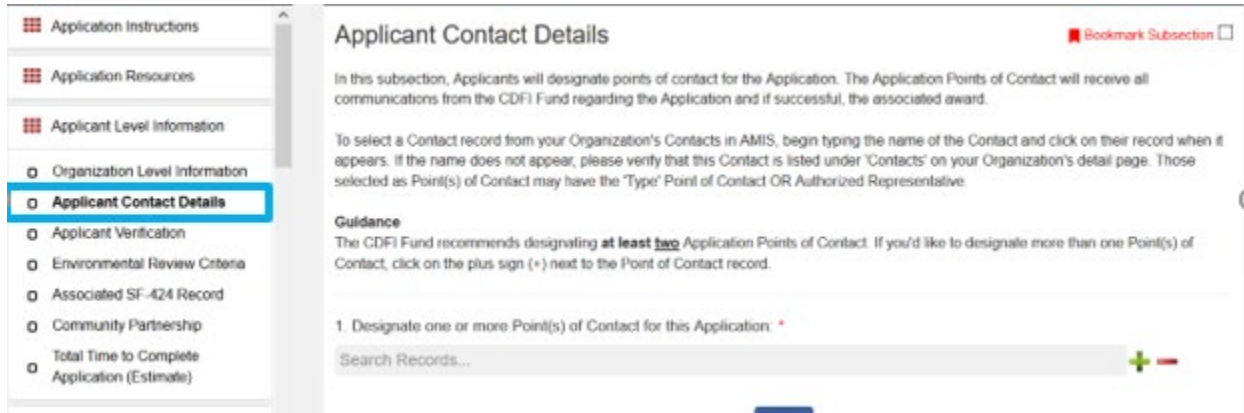 Application Instructions
Application Resources
Applicant Level Information
Organization Level Information
Applicant Contact Details
Applicant Verification
Environmental Review Criteria
Associated SF-424 Record
Community Partnership
Total Time to Complete
Application (Estimate)
Applicant Contact Details
Bookmark Subsection
In this subsection, Applicants will designate points of contact for the Application. The Application Points of Contact will receive all
communications from the CDFI Fund regarding the Application and if successful, the associated award.
To select a Contact record from your Organization's Contacts in AMIS, begin typing the name of the Contact and click on their record when it
appears. If the name does not appear, please verify that this Contact is listed under 'Contacts' on your Organization's detail page. Those
selected as Point(s) of Contact may have the 'Type' Point of Contact OR Authorized Representative.
Guidance
The CDFI Fund recommends designating at least two Application Points of Contact. If you'd like to designate more than one Point(s) of
Contact, click on the plus sign (+) next to the Point of Contact record.
1. Designate one or more Point(s) of Contact for this Application: *
Search Records...